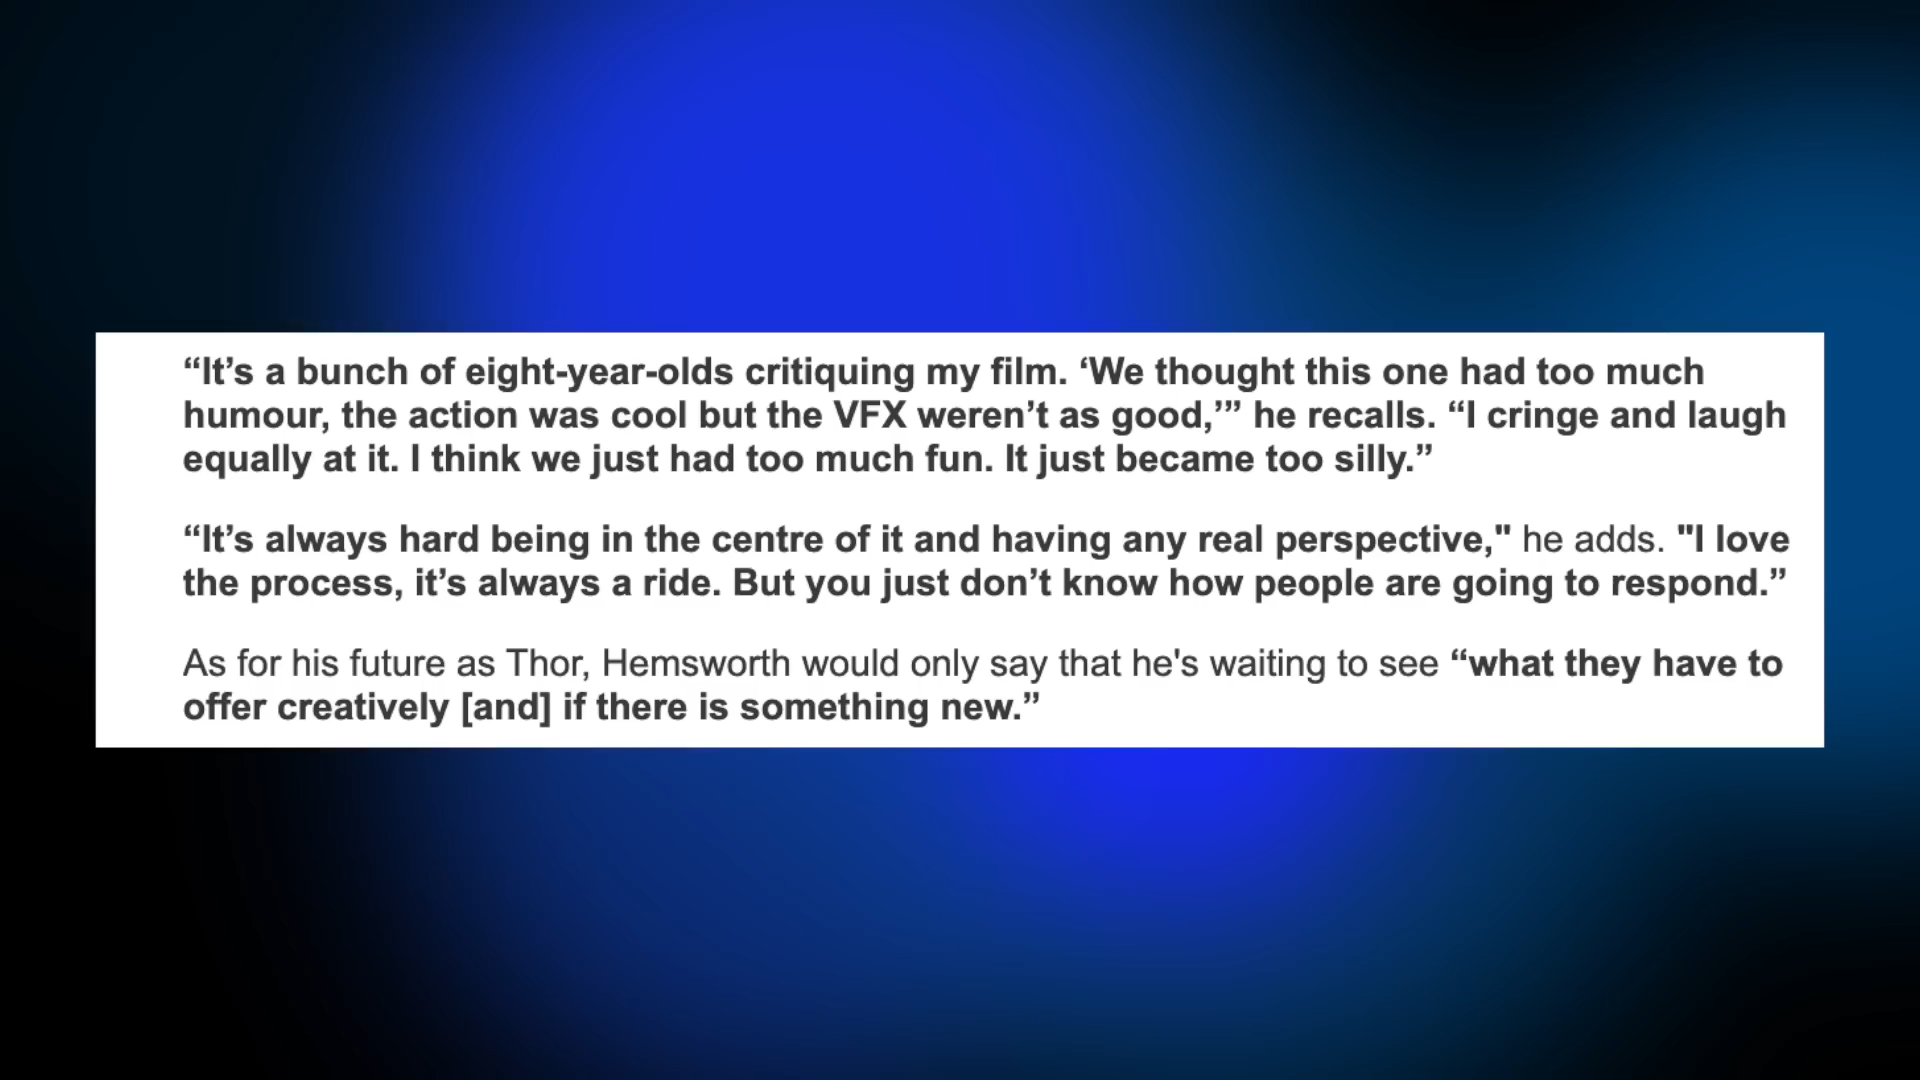 “It’s a bunch of eight-year-olds critiquing my film. ‘We thought this one had too much
humour, the action was cool but the VFX weren’t as good,’” he recalls. “I cringe and laugh
equally at it. I think we just had too much fun. It just became too silly.”
“It’s always hard being in the centre of it and having any real perspective," he adds. "I love
the process, it’s always a ride. But you just don’t know how people are going to respond.”
As for his future as Thor, Hemsworth would only say that he's waiting to see “what they have to
offer creatively [and] if there is something new.”